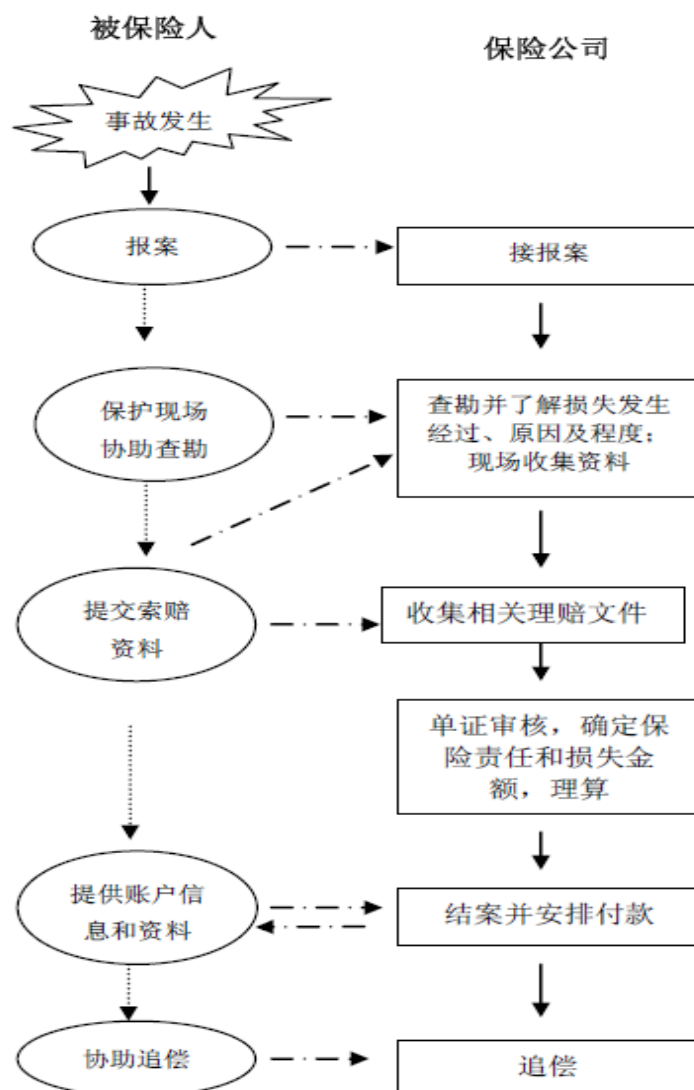 被保险人
保险公司
事故发生
报案
接报案
保护现场
协助查勘
查勘并了解损失发生
经过、原因及程度；
现场收集资料
提交索赔
资料
收集相关理赔文件
单证审核，确定保
险责任和损失金
额，理算
提供账户信
息和资料
结案并安排付款
协助追偿
追偿